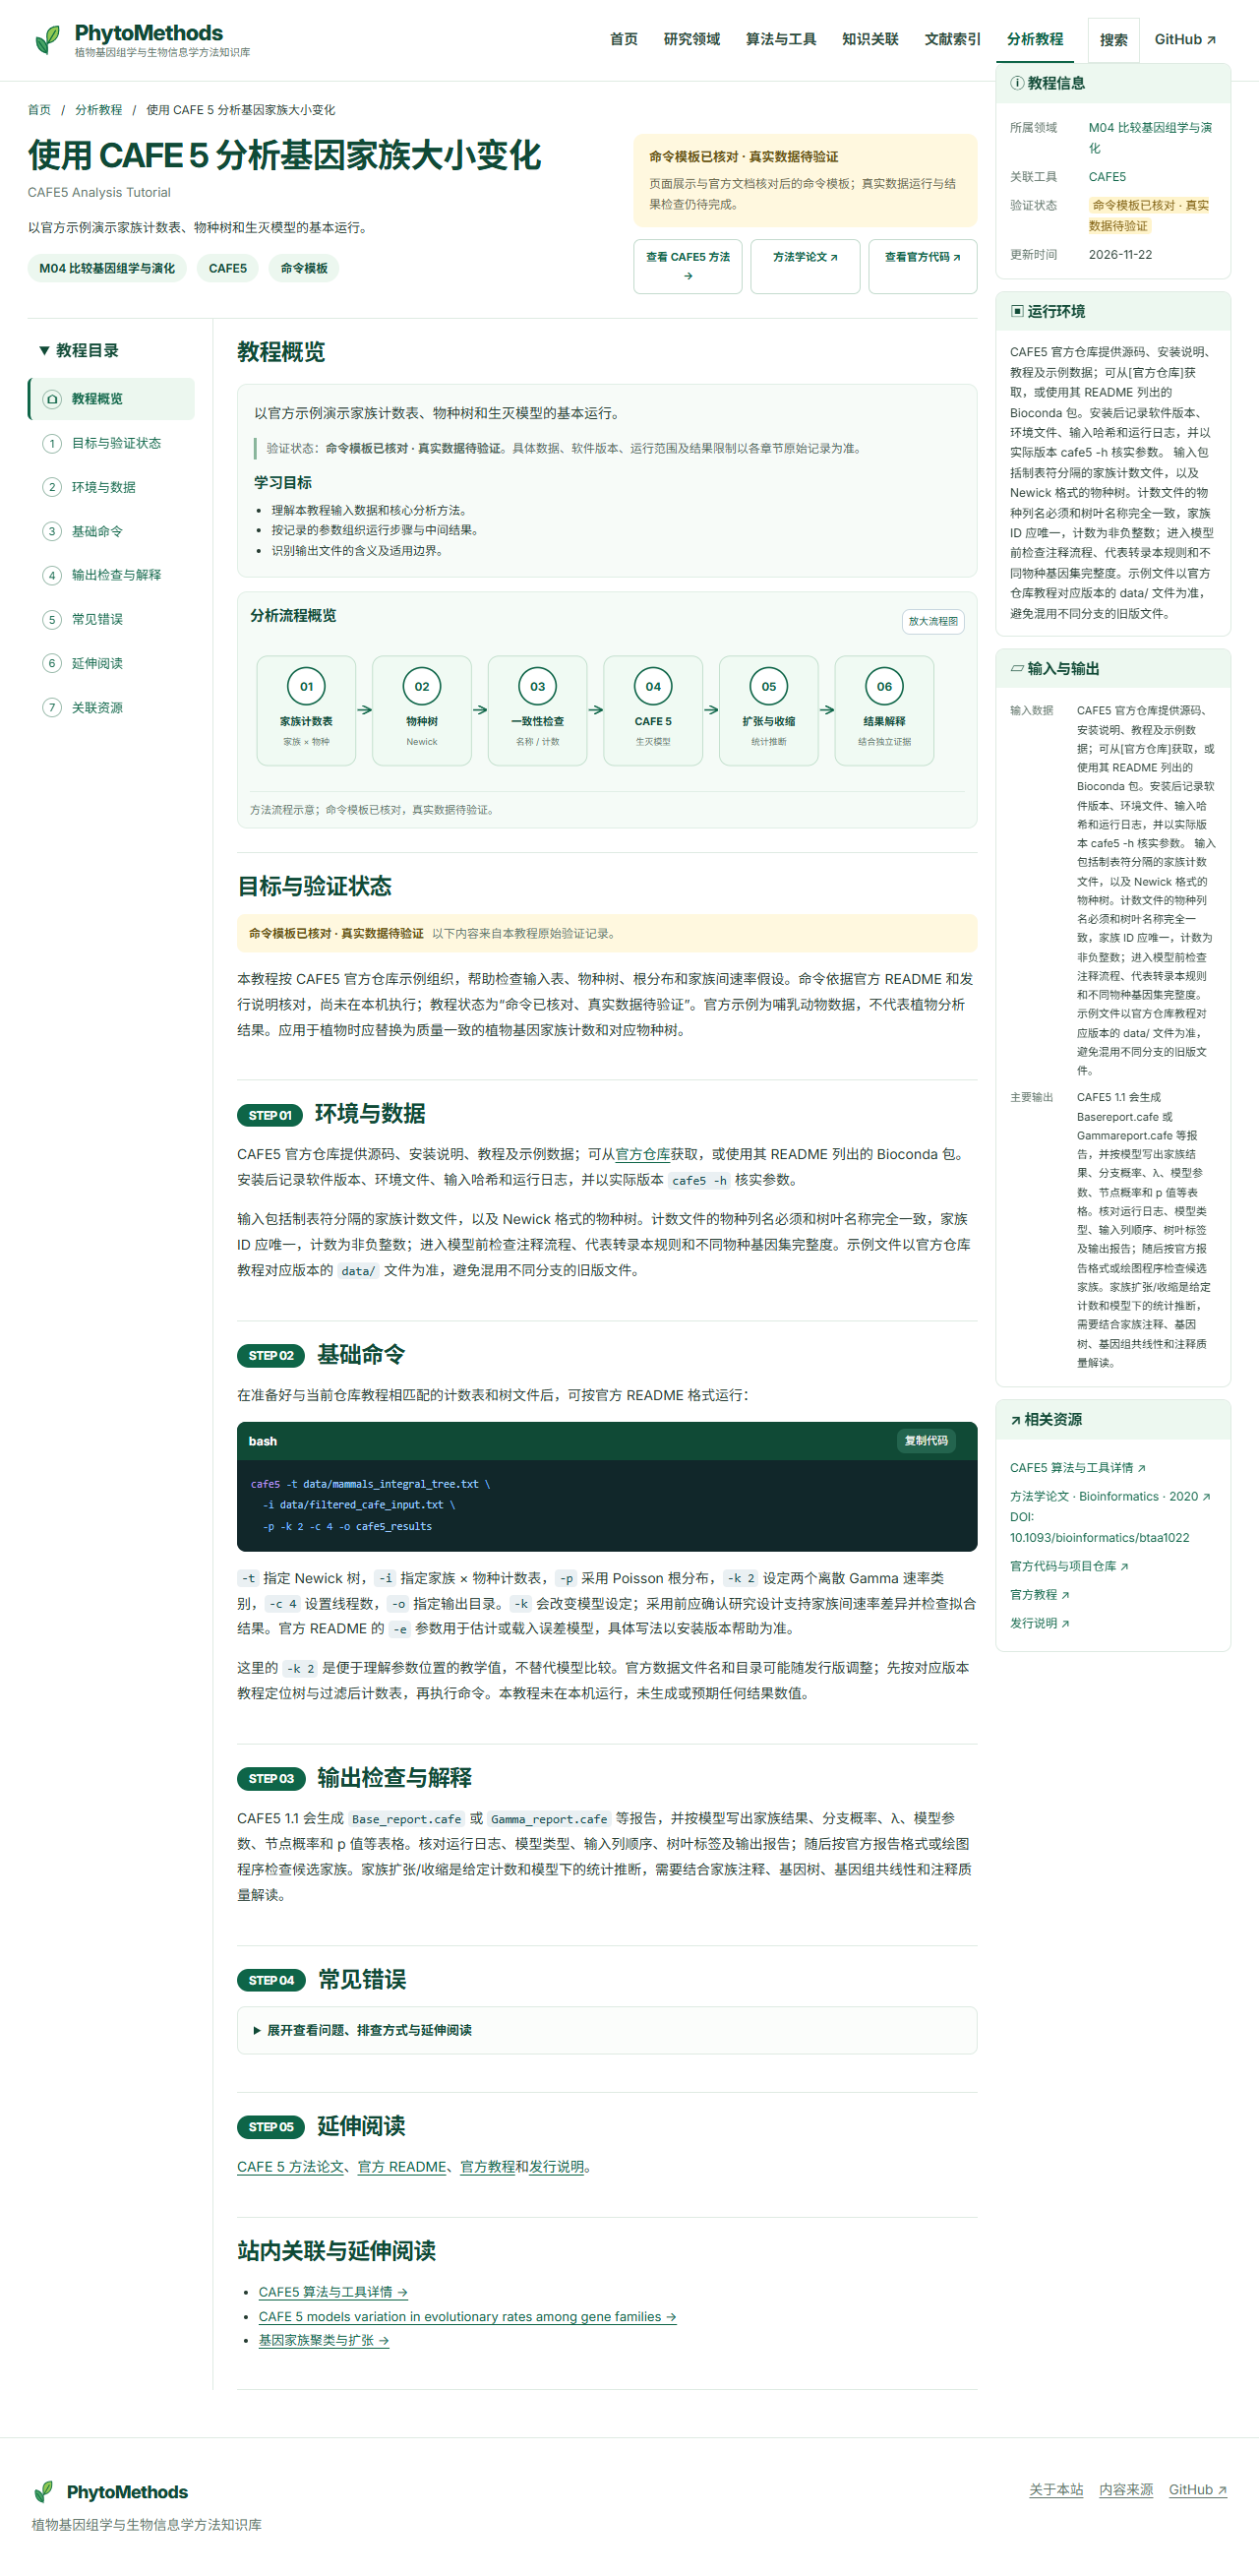 PhytoMethods
植物基因组学与生物信息学方法知识库
首页 研究领域 算法与工具 知识关联 文献索引 分析教程 搜索 GitHub ↗
首页 / 分析教程 / 使用 CAFE 5 分析基因家族大小变化
使用 CAFE 5 分析基因家族大小变化
CAFE5 Analysis Tutorial
以官方示例演示家族计数表、物种树和生灭模型的基本运行。
M04 比较基因组学与演化 CAFE5 命令模板
命令模板已核对 · 真实数据待验证
页面展示与官方文档核对后的命令模板；真实数据运行与结
果检查仍待完成。
查看 CAFE5 方法
→
方法学论文 ↗
查看官方代码 ↗
▼ 教程目录
教程概览
1 目标与验证状态
2 环境与数据
3 基础命令
4 输出检查与解释
5 常见错误
6 延伸阅读
7 关联资源
教程概览
以官方示例演示家族计数表、物种树和生灭模型的基本运行。
验证状态：命令模板已核对 · 真实数据待验证。具体数据、软件版本、运行范围及结果限制以各章节原始记录为准。
学习目标
• 理解本教程输入数据和核心分析方法。
• 按记录的参数组织运行步骤与中间结果。
• 识别输出文件的含义及适用边界。
分析流程概览
放大流程图
01 → 02 → 03 → 04 → 05 → 06
家族计数表 物种树 一致性检查 CAFE 5 扩张与收缩 结果解释
家族 × 物种 Newick 名称 / 计数 生灭模型 统计推断 结合独立证据
方法流程示意；命令模板已核对，真实数据待验证。
目标与验证状态
命令模板已核对 · 真实数据待验证 以下内容来自本教程原始验证记录。
本教程按 CAFE5 官方仓库示例组织，帮助检查输入表、物种树、根分布和家族间速率假设。命令依据官方 README 和发
行说明核对，尚未在本机执行；教程状态为“命令已核对、真实数据待验证”。官方示例为哺乳动物数据，不代表植物分析
结果。应用于植物时应替换为质量一致的植物基因家族计数和对应物种树。
STEP 01 环境与数据
CAFE5 官方仓库提供源码、安装说明、教程及示例数据；可从官方仓库获取，或使用其 README 列出的 Bioconda 包。
安装后记录软件版本、环境文件、输入哈希和运行日志，并以实际版本 cafe5 -h 核实参数。
输入包括制表符分隔的家族计数文件，以及 Newick 格式的物种树。计数文件的物种列名必须和树叶名称完全一致，家族
ID 应唯一，计数为非负整数；进入模型前检查注释流程、代表转录本规则和不同物种基因集完整度。示例文件以官方仓库
教程对应版本的 data/ 文件为准，避免混用不同分支的旧版文件。
STEP 02 基础命令
在准备好与当前仓库教程相匹配的计数表和树文件后，可按官方 README 格式运行：
bash 复制代码
cafe5 -t data/mammals_integral_tree.txt \
-i data/filtered_cafe_input.txt \
-p -k 2 -c 4 -o cafe5_results
-t 指定 Newick 树，-i 指定家族 × 物种计数表，-p 采用 Poisson 根分布，-k 2 设定两个离散 Gamma 速率类
别，-c 4 设置线程数，-o 指定输出目录。-k 会改变模型设定；采用前应确认研究设计支持家族间速率差异并检查拟合
结果。官方 README 的 -e 参数用于估计或载入误差模型，具体写法以安装版本帮助为准。
这里的 -k 2 是便于理解参数位置的教学值，不替代模型比较。官方数据文件名和目录可能随发行版调整；先按对应版本
教程定位树与过滤后计数表，再执行命令。本教程未在本机运行，未生成或预期任何结果数值。
STEP 03 输出检查与解释
CAFE5 1.1 会生成 Base_report.cafe 或 Gamma_report.cafe 等报告，并按模型写出家族结果、分支概率、λ、模型参
数、节点概率和 p 值等表格。核对运行日志、模型类型、输入列顺序、树叶标签及输出报告；随后按官方报告格式或绘图
程序检查候选家族。家族扩张/收缩是给定计数和模型下的统计推断，需要结合家族注释、基因树、基因组共线性和注释质
量解读。
STEP 04 常见错误
▶ 展开查看问题、排查方式与延伸阅读
STEP 05 延伸阅读
CAFE 5 方法论文、官方 README、官方教程和发行说明。
站内关联与延伸阅读
• CAFE5 算法与工具详情 →
• CAFE 5 models variation in evolutionary rates among gene families →
• 基因家族聚类与扩张 →
ⓘ 教程信息
所属领域 M04 比较基因组学与演
化
关联工具 CAFE5
验证状态 命令模板已核对 · 真实
数据待验证
更新时间 2026-11-22
▣ 运行环境
CAFE5 官方仓库提供源码、安装说明、
教程及示例数据；可从[官方仓库]获
取，或使用其 README 列出的
Bioconda 包。安装后记录软件版本、
环境文件、输入哈希和运行日志，并以
实际版本 cafe5 -h 核实参数。 输入包
括制表符分隔的家族计数文件，以及
Newick 格式的物种树。计数文件的物
种列名必须和树叶名称完全一致，家族
ID 应唯一，计数为非负整数；进入模型
前检查注释流程、代表转录本规则和不
同物种基因集完整度。示例文件以官方
仓库教程对应版本的 data/ 文件为准，
避免混用不同分支的旧版文件。
▱ 输入与输出
输入数据 CAFE5 官方仓库提供源码、
安装说明、教程及示例数
据；可从[官方仓库]获取，或
使用其 README 列出的
Bioconda 包。安装后记录软
件版本、环境文件、输入哈
希和运行日志，并以实际版
本 cafe5 -h 核实参数。 输入
包括制表符分隔的家族计数
文件，以及 Newick 格式的
物种树。计数文件的物种列
名必须和树叶名称完全一
致，家族 ID 应唯一，计数为
非负整数；进入模型前检查
注释流程、代表转录本规则
和不同物种基因集完整度。
示例文件以官方仓库教程对
应版本的 data/ 文件为准，
避免混用不同分支的旧版文
件。
主要输出 CAFE5 1.1 会生成
Basereport.cafe 或
Gammareport.cafe 等报
告，并按模型写出家族结
果、分支概率、λ、模型参
数、节点概率和 p 值等表
格。核对运行日志、模型类
型、输入列顺序、树叶标签
及输出报告；随后按官方报
告格式或绘图程序检查候选
家族。家族扩张/收缩是给定
计数和模型下的统计推断，
需要结合家族注释、基因
树、基因组共线性和注释质
量解读。
↗ 相关资源
CAFE5 算法与工具详情 ↗
方法学论文 · Bioinformatics · 2020 ↗
DOI:
10.1093/bioinformatics/btaa1022
官方代码与项目仓库 ↗
官方教程 ↗
发行说明 ↗
PhytoMethods
植物基因组学与生物信息学方法知识库
关于本站 内容来源 GitHub ↗